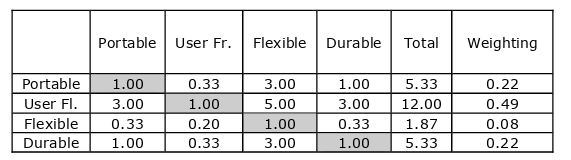 Portable User Fr. Flexible Durable Total Weighting
Portable 1.00 0.33 3.00 1.00 5.33 0.22
User Fl. 3.00 1.00 5.00 3.00 12.00 0.49
Flexible 0.33 0.20 1.00 0.33 1.87 0.08
Durable 1.00 0.33 3.00 1.00 5.33 0.22